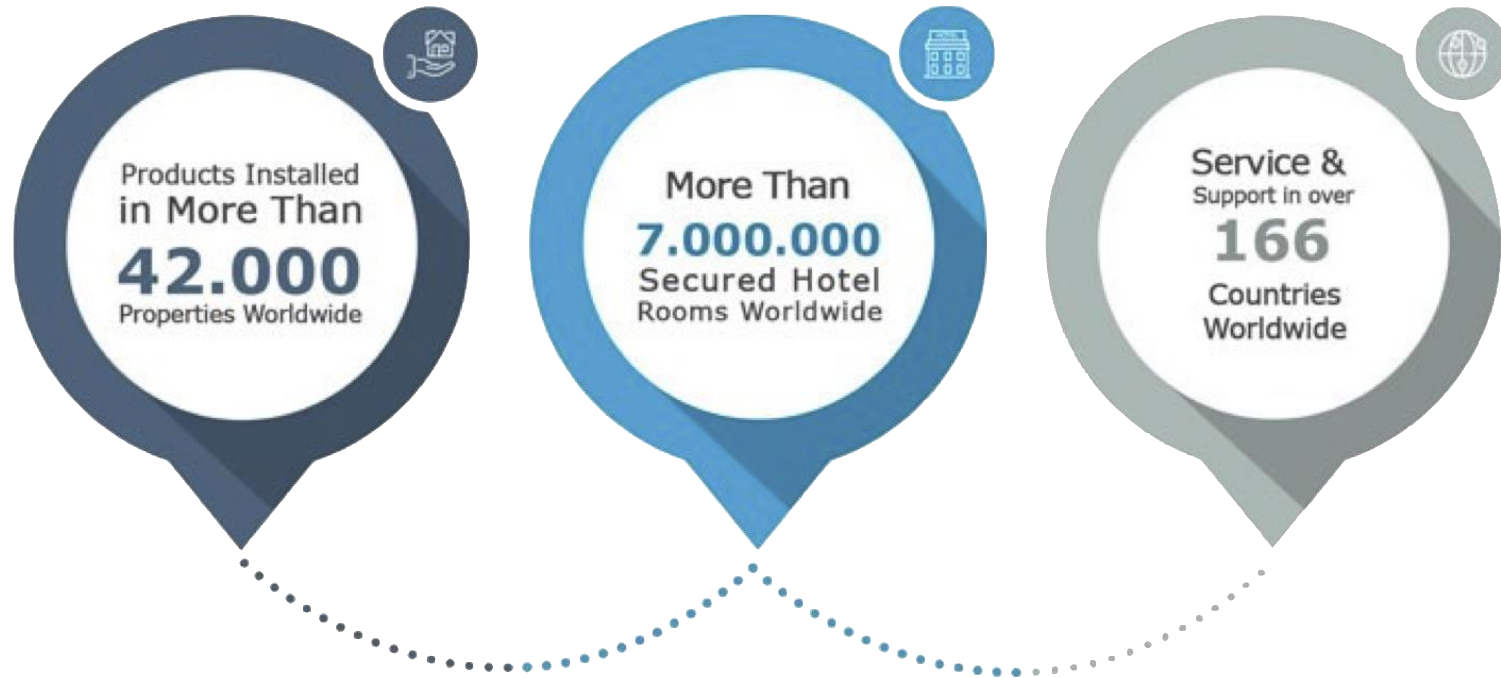 Products Installed
in More Than
42.000
Properties Worldwide
HOTEL
More Than
7.000.000
Secured Hotel
Rooms Worldwide
Service &
Support in over
166
Countries
Worldwide